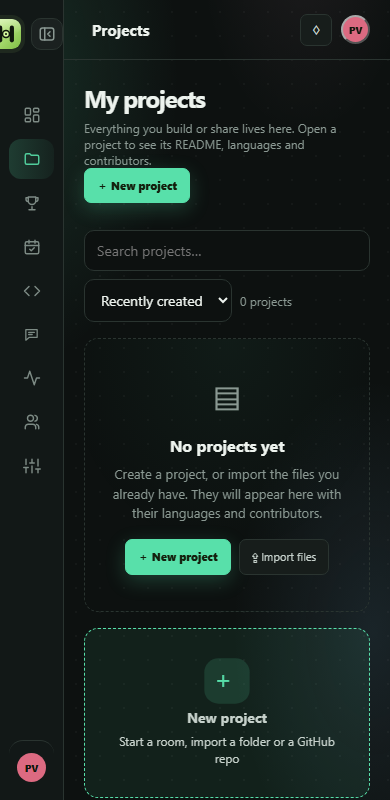 Projects
PV
My projects
Everything you build or share lives here. Open a
project to see its README, languages and
contributors.
+ New project
Search projects...
Recently created
0 projects
No projects yet
Create a project, or import the files you
already have. They will appear here with
their languages and contributors.
+ New project
Import files
+
New project
Start a room, import a folder or a GitHub
repo
PV